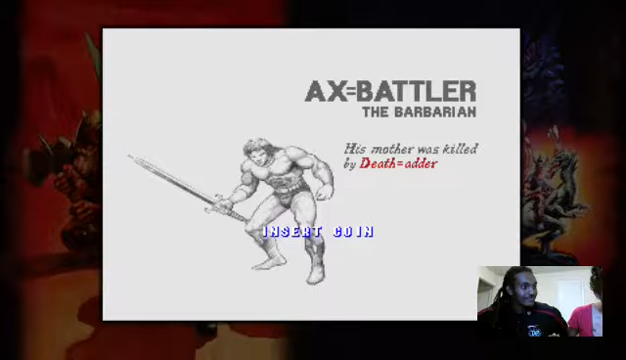 AX=BATTLER
THE BARBARIAN
His mother was killed
by Death=adder
INSERT COIN